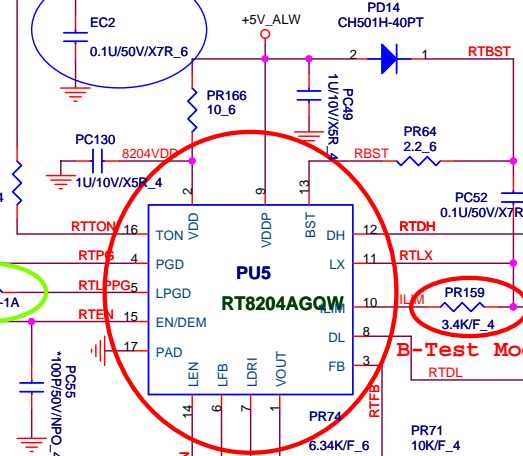 PD14
+5V_ALW
CH501H-40PT
EC2
0.1U/50V/X7R_6
2
1
RTBST
PR166
10_6
PC49
1U/10V/X5R_4
PC130
8204VDD
1U/10V/X5R_4
PR64
2.2_6
RBST
PC52
0.1U/50V/X7R
2
9
13
VDD
VDDP
BST
RTTON
16
TON
DH
12
RTDH
RTPG
4
PGD
LX
11
RTLX
PU5
RTLPPG
5
LPGD
RT8204AGQW
ILIM
10
ILIM
PR159
3.4K/F_4
-1A
RTEN
15
EN/DEM
DL
8
B-Test Mo
17
PAD
FB
3
RTDL
LEN
LFB
LDRI
VOUT
RTFB
PC55
*100P/50V/NPO_
14
6
7
1
PR74
6.34K/F_6
PR71
10K/F_4